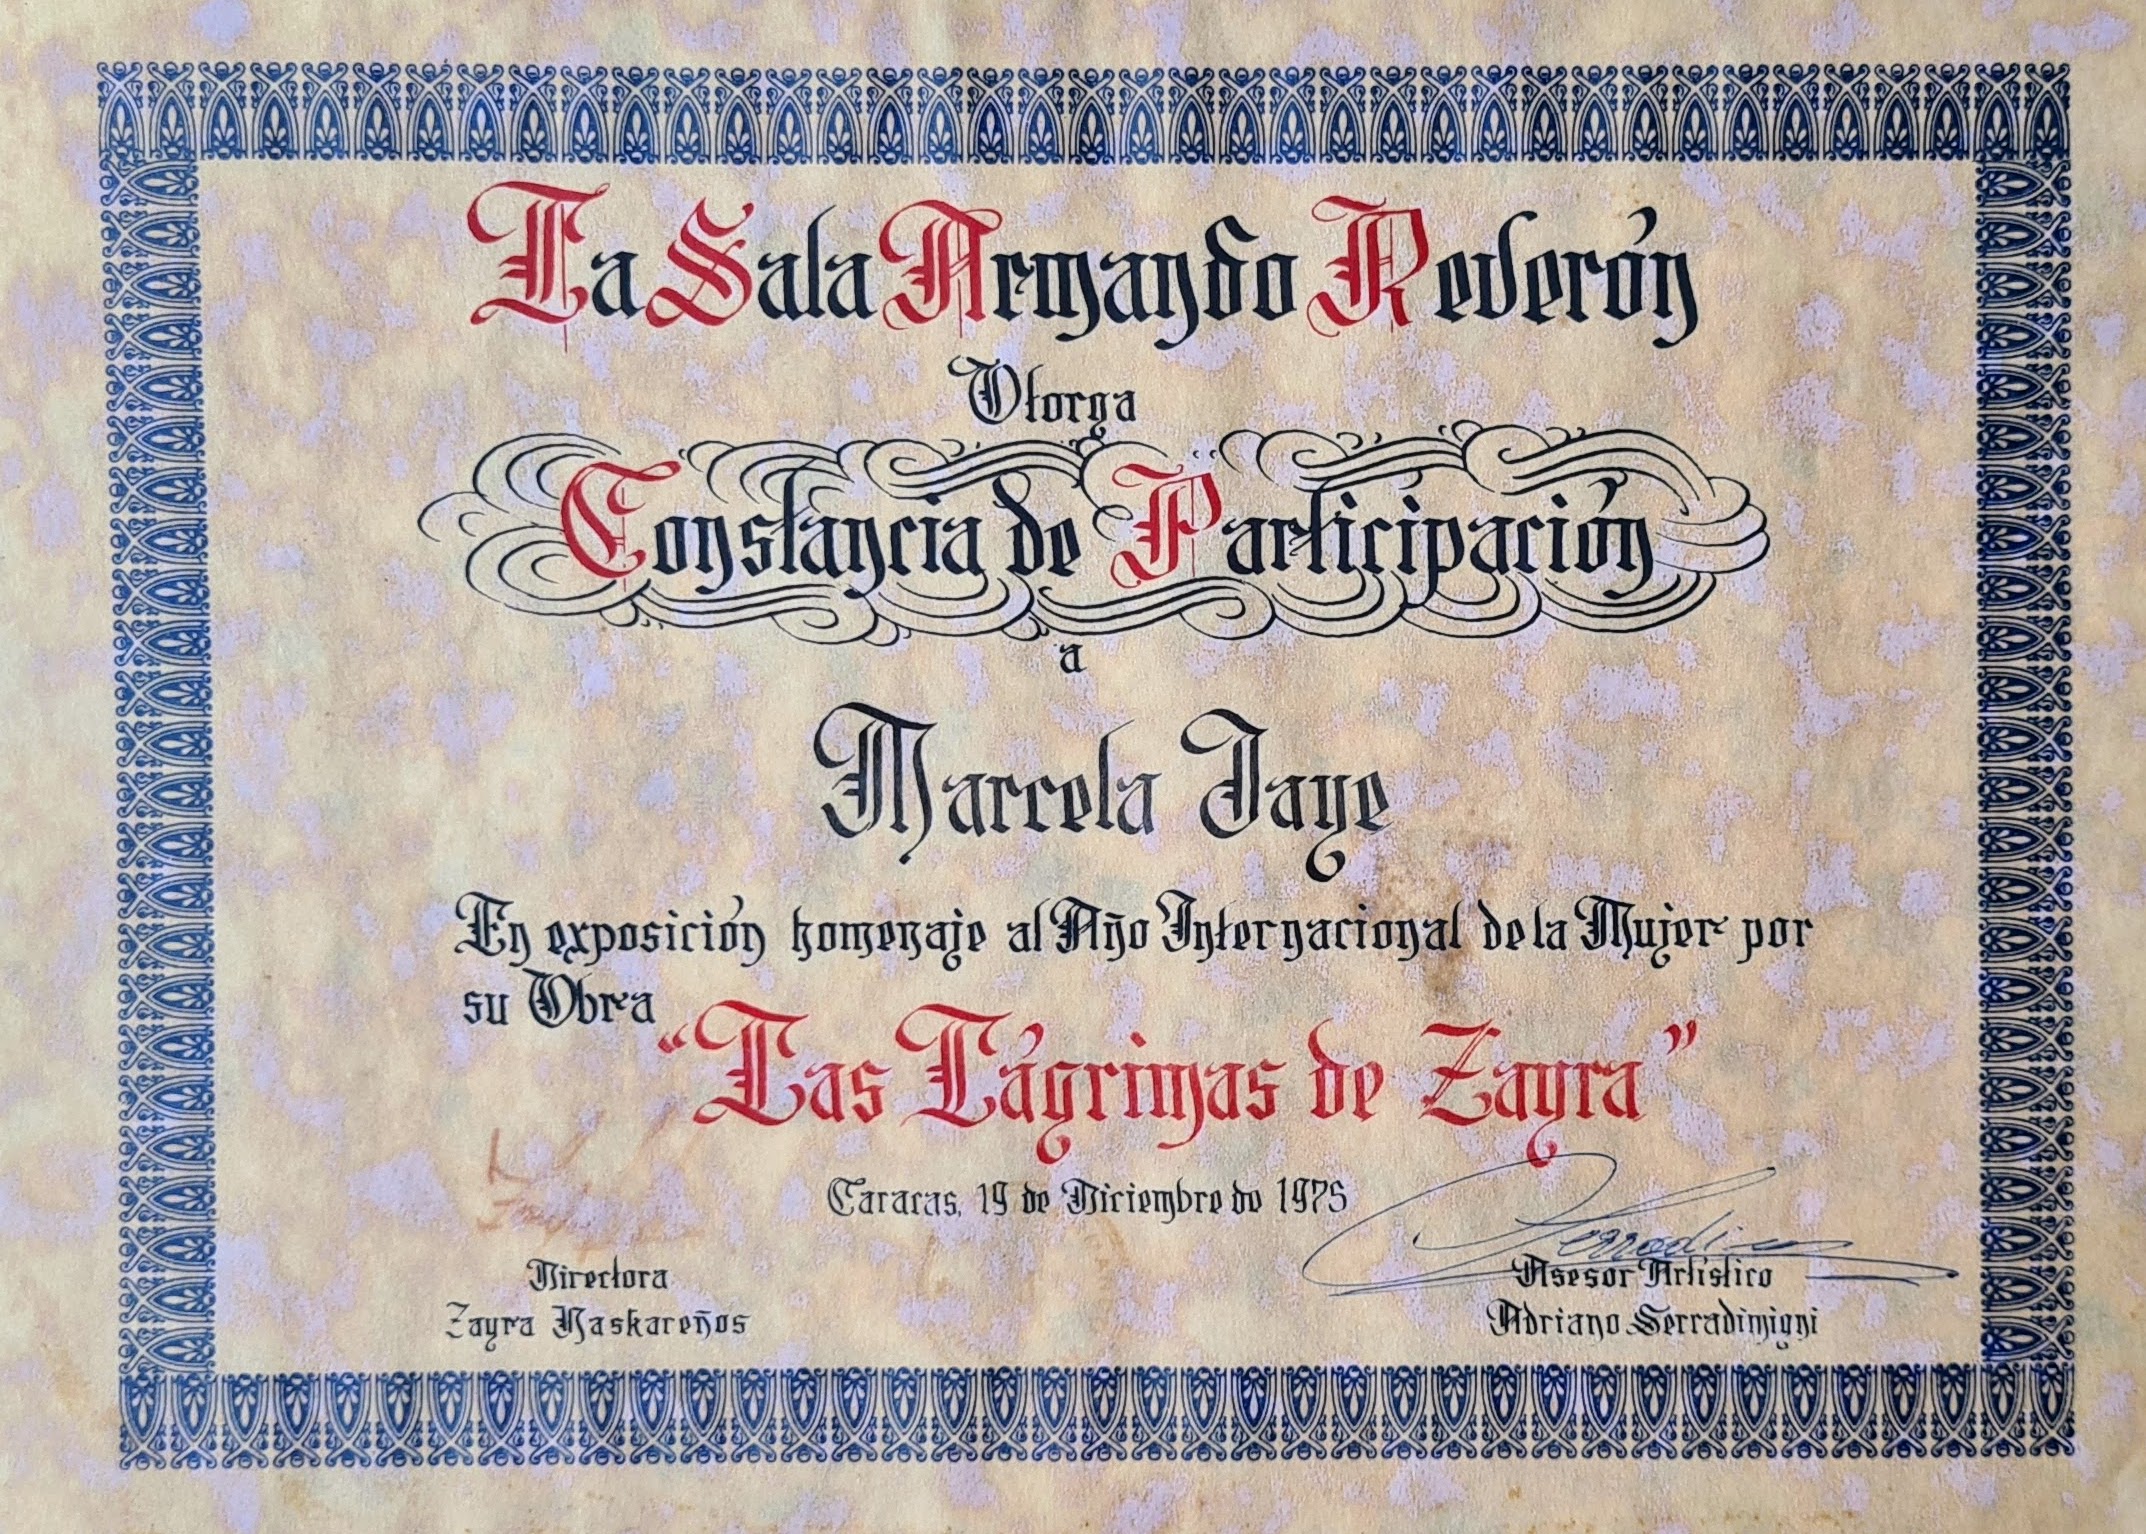 La Sala Armando Reverón
Otorga
Constancia de Participación
a
Marcela Jaye
En exposición homenaje al Año Internacional de la Mujer por
su Obra
“Las Lágrimas de Zayra”
Caracas, 19 de Diciembre de 1975
Directora
Zayra Naskareños
Asesor Artístico
Adriano Serradimigni